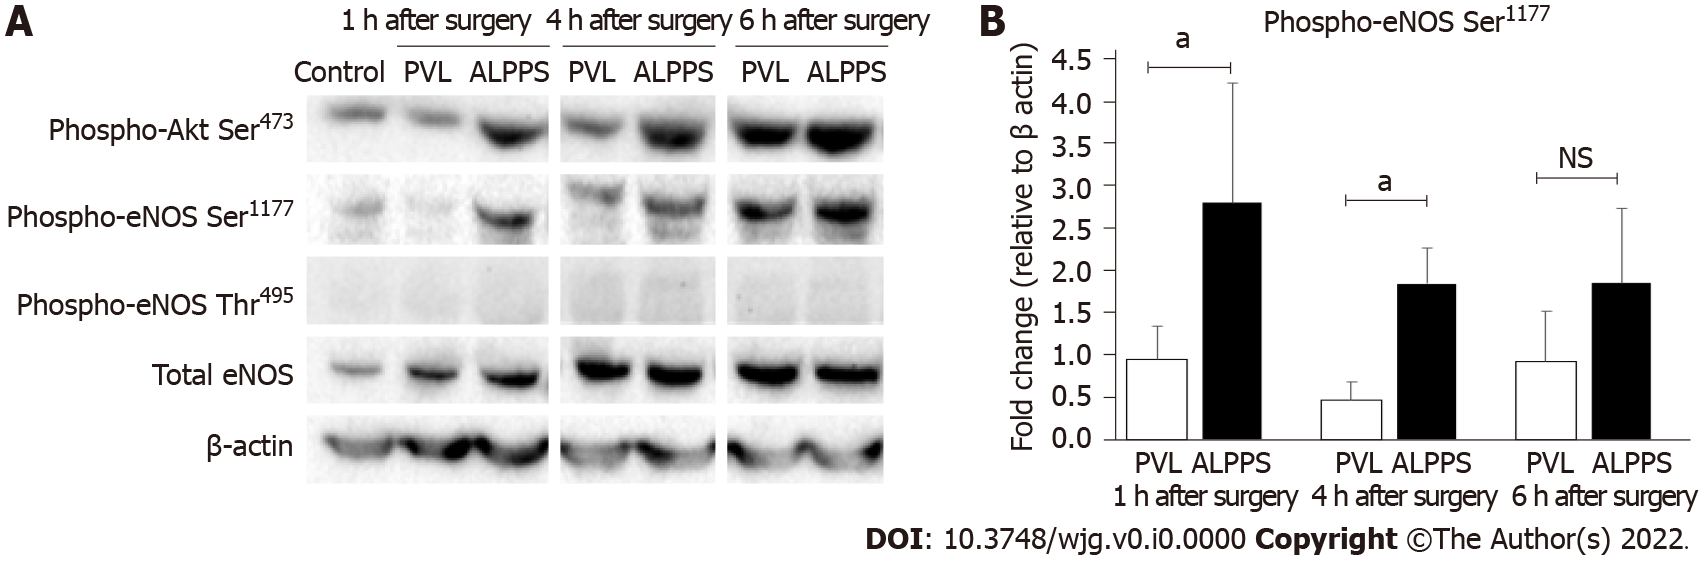 A
1 h after surgery 4 h after surgery 6 h after surgery
Control PVL ALPPS PVL ALPPS PVL ALPPS
Phospho-Akt Ser473
Phospho-eNOS Ser1177
Phospho-eNOS Thr495
Total eNOS
β-actin
B
Phospho-eNOS Ser1177
Fold change (relative to β actin)
4.5
4.0
3.5
3.0
2.5
2.0
1.5
1.0
0.5
0.0
a
a
NS
PVL ALPPS PVL ALPPS PVL ALPPS
1 h after surgery 4 h after surgery 6 h after surgery
DOI: 10.3748/wjg.v0.i0.0000 Copyright ©The Author(s) 2022.